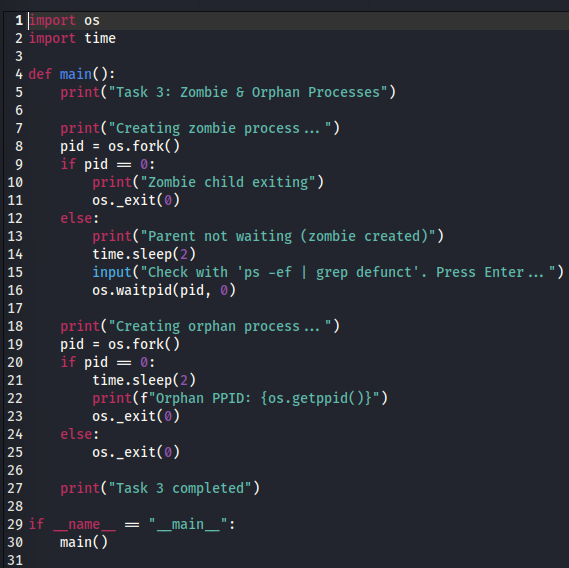 1 import os
2 import time
3
4 def main():
5     print("Task 3: Zombie & Orphan Processes")
6
7     print("Creating zombie process...")
8     pid = os.fork()
9     if pid == 0:
10         print("Zombie child exiting")
11         os._exit(0)
12     else:
13         print("Parent not waiting (zombie created)")
14         time.sleep(2)
15         input("Check with 'ps -ef | grep defunct'. Press Enter...")
16         os.waitpid(pid, 0)
17
18     print("Creating orphan process...")
19     pid = os.fork()
20     if pid == 0:
21         time.sleep(2)
22         print(f"Orphan PPID: {os.getppid()}")
23         os._exit(0)
24     else:
25         os._exit(0)
26
27     print("Task 3 completed")
28
29 if __name__ == "__main__":
30     main()
31